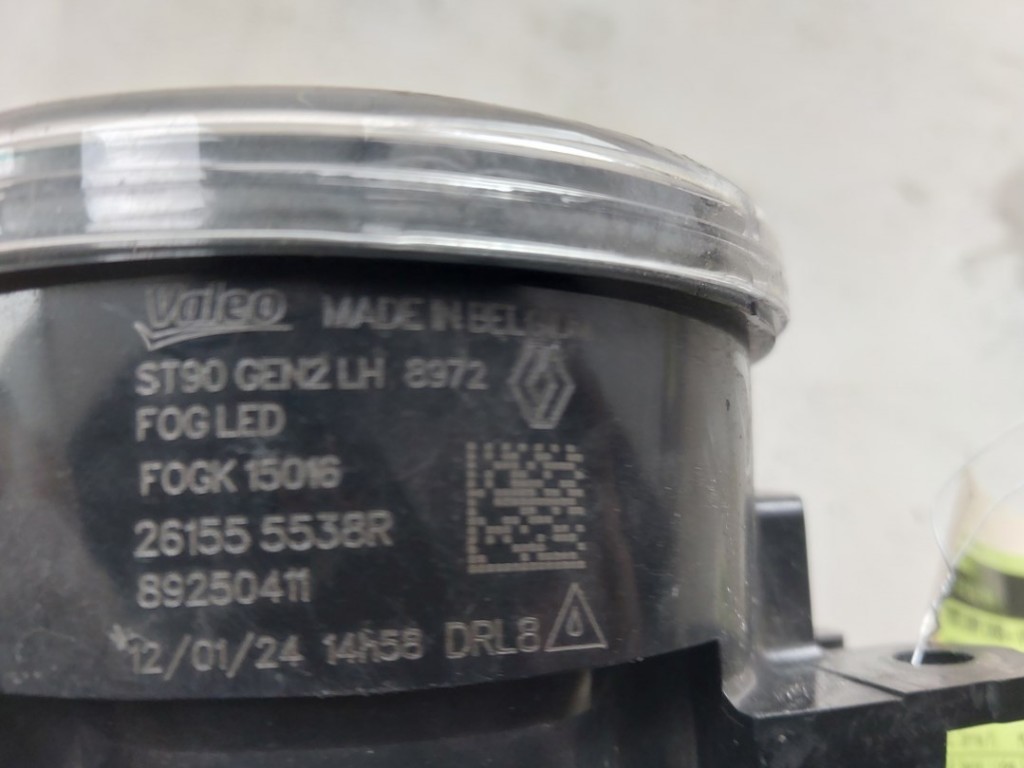 Valeo MADE IN BELGIUM
ST90 GEN2 LH 8972
FOG LED
FOGK 15016
26155 5538R
89250411
12/01/24 14h58 DRL8